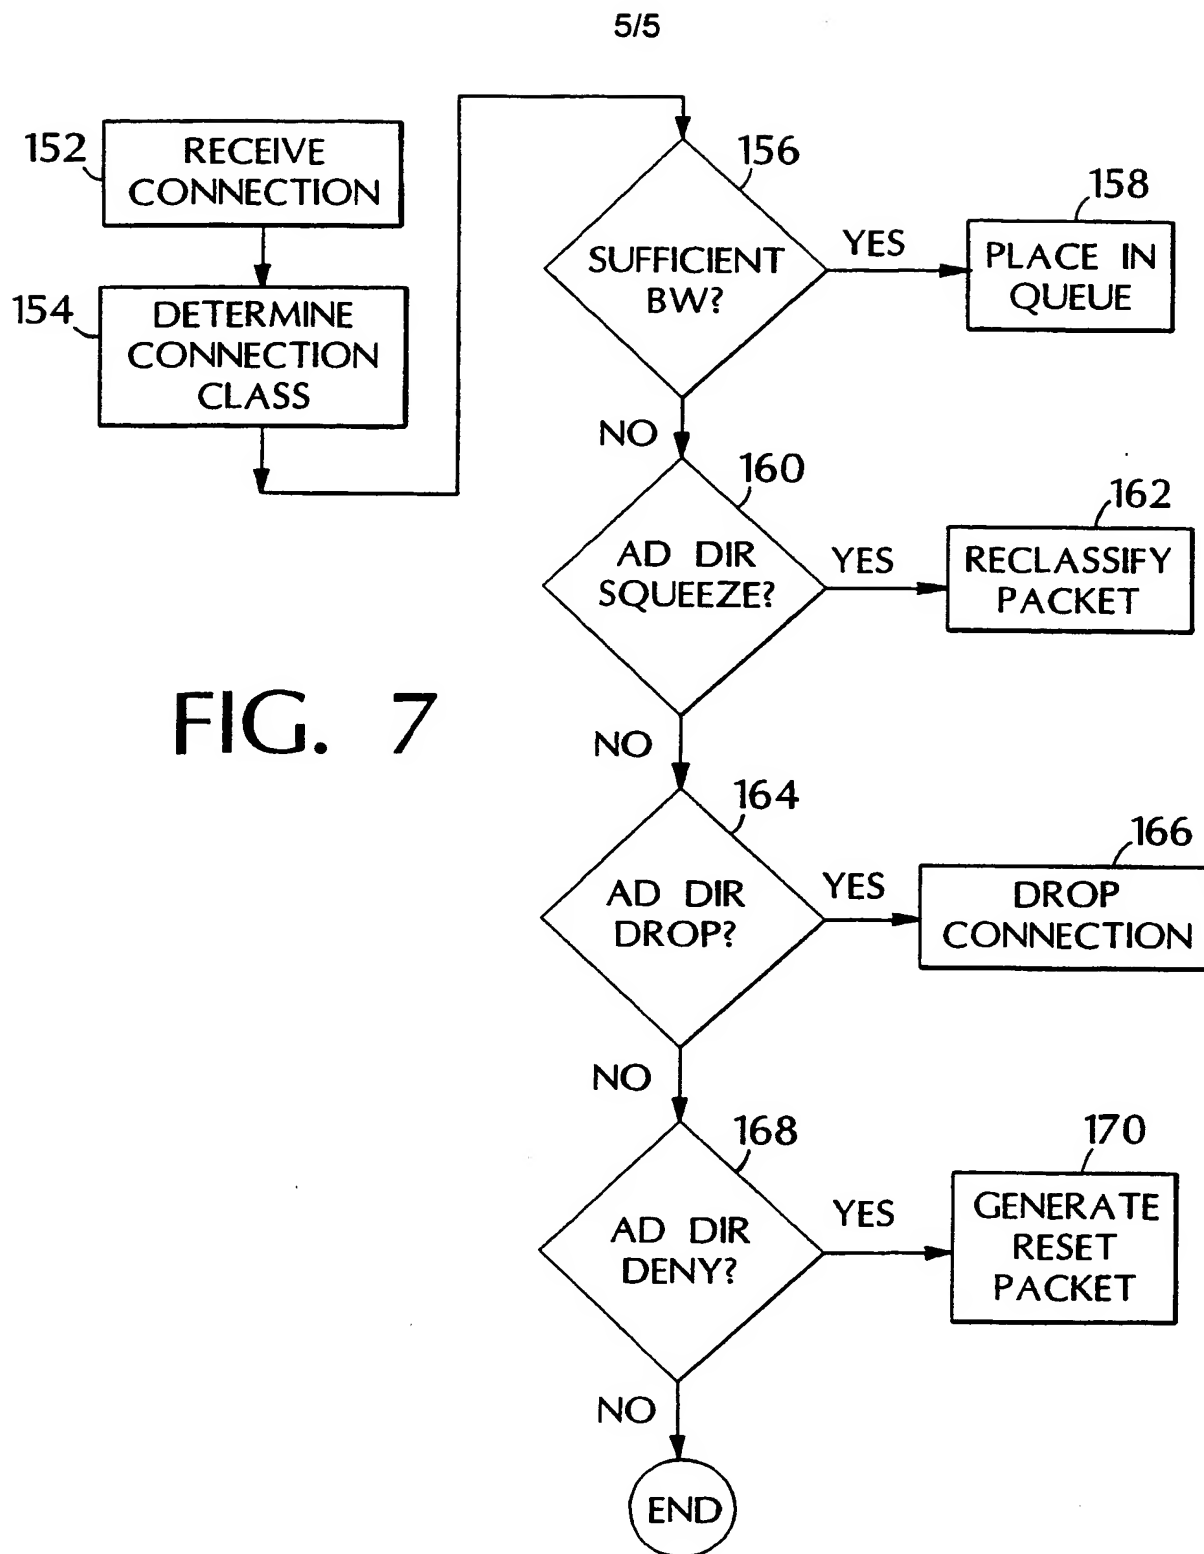 5/5
152
RECEIVE
CONNECTION
154
DETERMINE
CONNECTION
CLASS
156
SUFFICIENT
BW?
YES
158
PLACE IN
QUEUE
NO
160
AD DIR
SQUEEZE?
YES
162
RECLASSIFY
PACKET
FIG. 7
NO
164
AD DIR
DROP?
YES
166
DROP
CONNECTION
NO
168
AD DIR
DENY?
YES
170
GENERATE
RESET
PACKET
NO
END